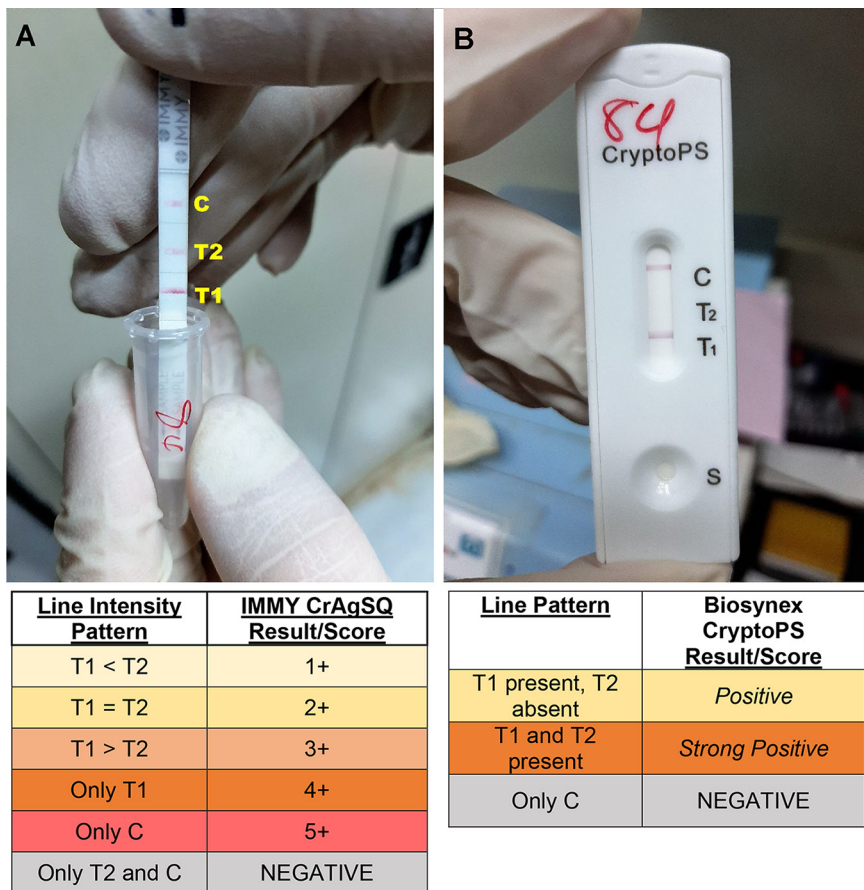 A
IMMY
IMMY
C
T2
T1
B
84
CryptoPS
C
T2
T1
S
Line Intensity
Pattern
IMMY CrAgSQ
Result/Score
T1 < T2
1+
T1 = T2
2+
T1 > T2
3+
Only T1
4+
Only C
5+
Only T2 and C
NEGATIVE
Line Pattern
Biosynex
CryptoPS
Result/Score
T1 present, T2
absent
Positive
T1 and T2
present
Strong Positive
Only C
NEGATIVE